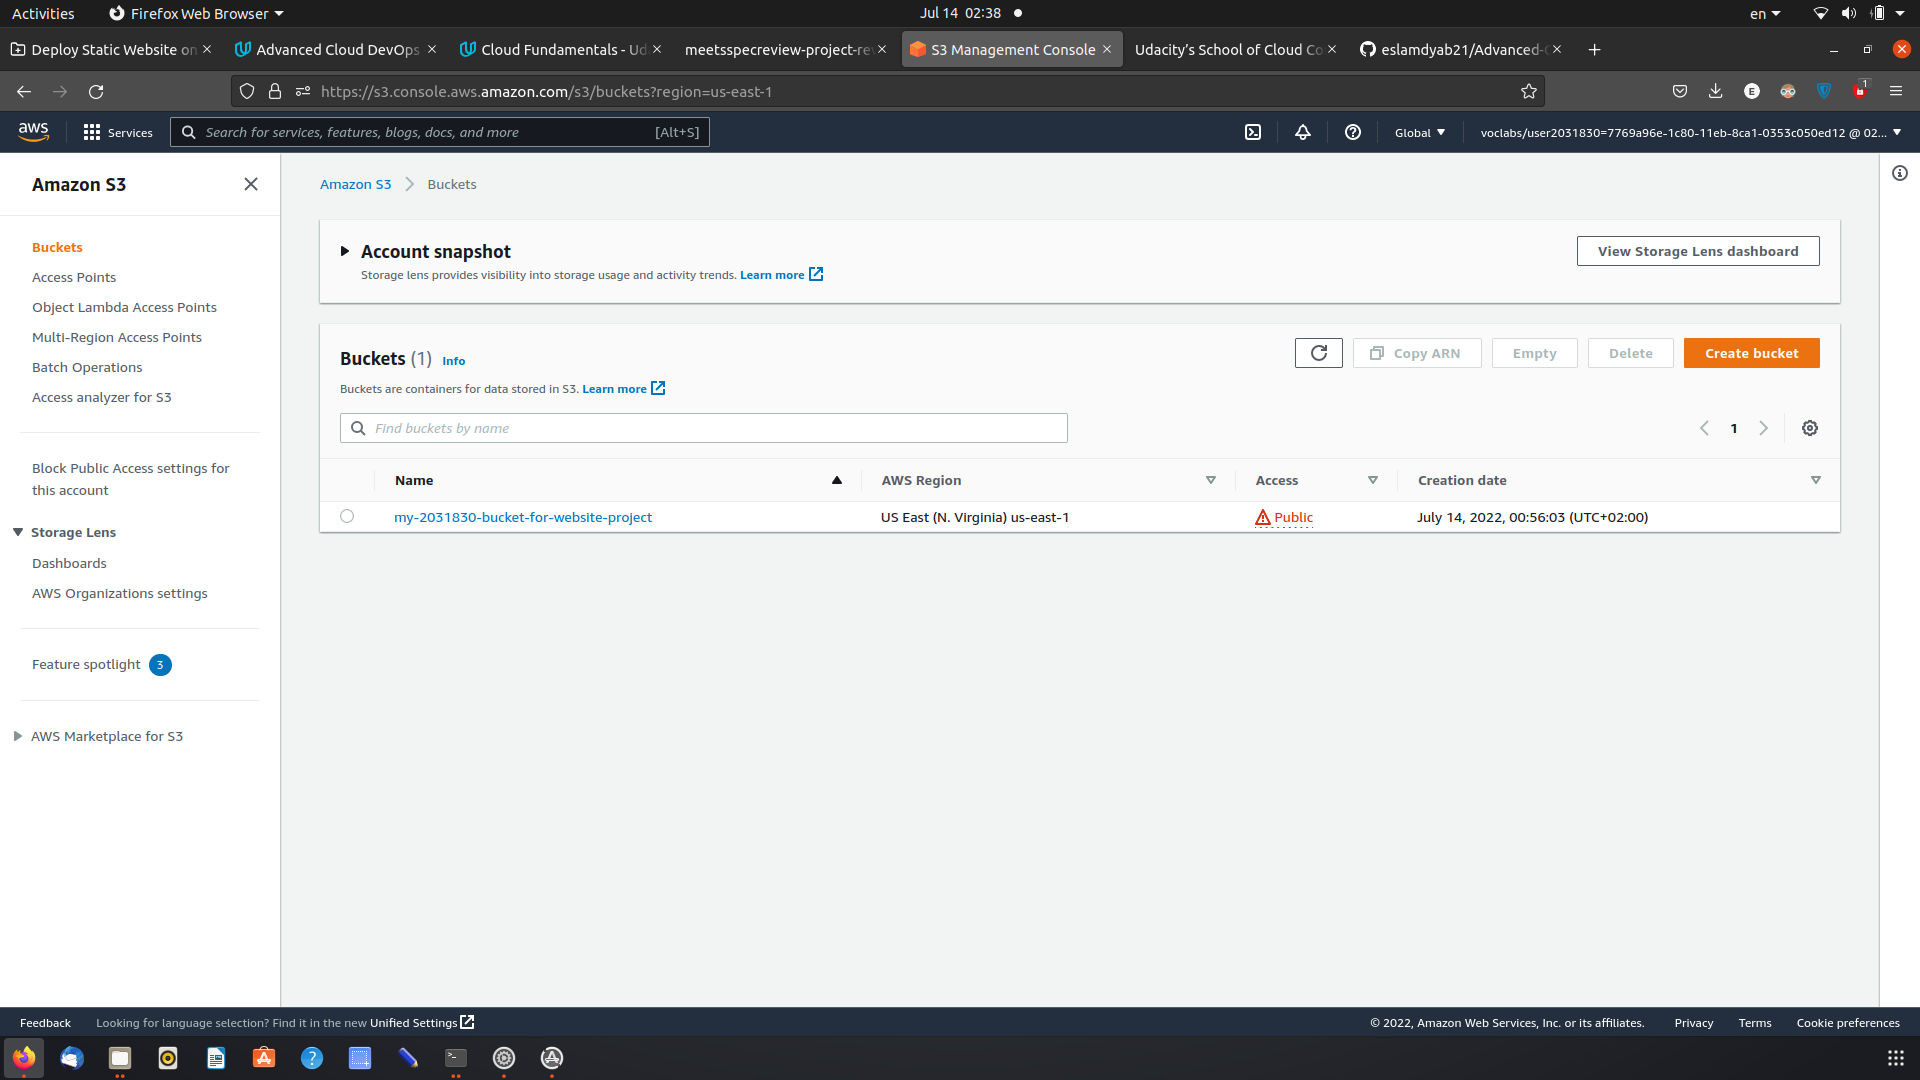 Activities
Firefox Web Browser
Jul 14 02:38
en
Deploy Static Website on
Advanced Cloud DevOps
Cloud Fundamentals - Ud
meetsspecreview-project-rev
S3 Management Console
Udacity's School of Cloud Co
eslamdyab21/Advanced-C
https://s3.console.aws.amazon.com/s3/buckets?region=us-east-1
E
1
aws
Services
Search for services, features, blogs, docs, and more
[Alt+S]
Global
voclabs/user2031830=7769a96e-1c80-11eb-8ca1-0353c050ed12 @ 02...
Amazon S3
Buckets
Access Points
Object Lambda Access Points
Multi-Region Access Points
Batch Operations
Access analyzer for S3
Block Public Access settings for
this account
Storage Lens
Dashboards
AWS Organizations settings
Feature spotlight 3
AWS Marketplace for S3
Amazon S3
Buckets
Account snapshot
Storage lens provides visibility into storage usage and activity trends. Learn more
View Storage Lens dashboard
Buckets (1) Info
Buckets are containers for data stored in S3. Learn more
Copy ARN
Empty
Delete
Create bucket
Find buckets by name
1
Name
AWS Region
Access
Creation date
my-2031830-bucket-for-website-project
US East (N. Virginia) us-east-1
Public
July 14, 2022, 00:56:03 (UTC+02:00)
Feedback
Looking for language selection? Find it in the new Unified Settings
© 2022, Amazon Web Services, Inc. or its affiliates.
Privacy
Terms
Cookie preferences